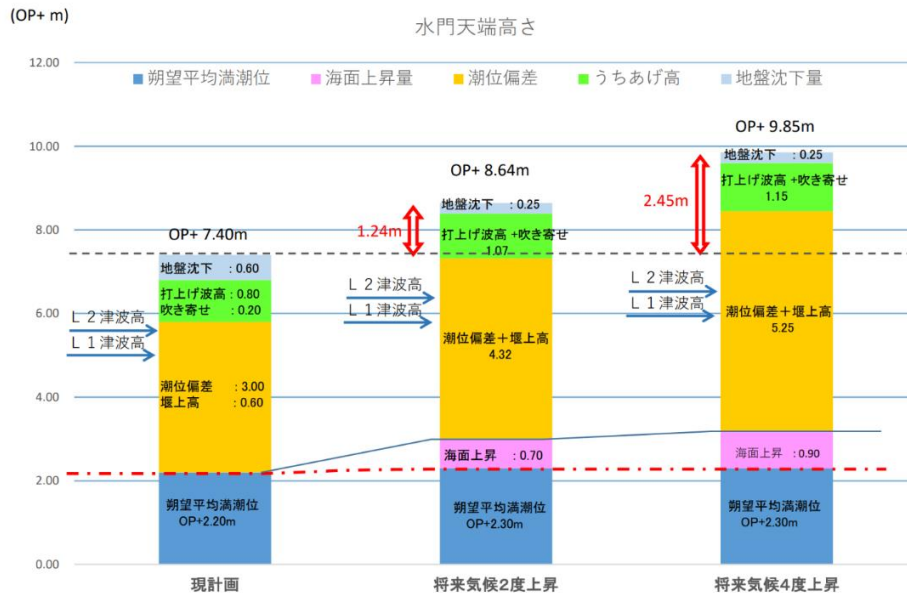 (OP+ m)
水門天端高さ
12.00
朔望平均満潮位 海面上昇量 潮位偏差 うちあげ高 地盤沈下量
10.00
8.00
6.00
4.00
2.00
0.00
OP+ 7.40m
地盤沈下 : 0.60
打上げ波高 : 0.80
吹き寄せ : 0.20
L2津波高
L1津波高
潮位偏差 : 3.00
堰上高 : 0.60
朔望平均満潮位
OP+2.20m
現計画
OP+ 8.64m
1.24m
地盤沈下 : 0.25
打上げ波高 +吹き寄せ
1.07
L2津波高
L1津波高
潮位偏差+堰上高
4.32
海面上昇 : 0.70
朔望平均満潮位
OP+2.30m
将来気候2度上昇
OP+ 9.85m
2.45m
地盤沈下 : 0.25
打上げ波高 +吹き寄せ
1.15
L2津波高
L1津波高
潮位偏差+堰上高
5.25
海面上昇 : 0.90
朔望平均満潮位
OP+2.30m
将来気候4度上昇